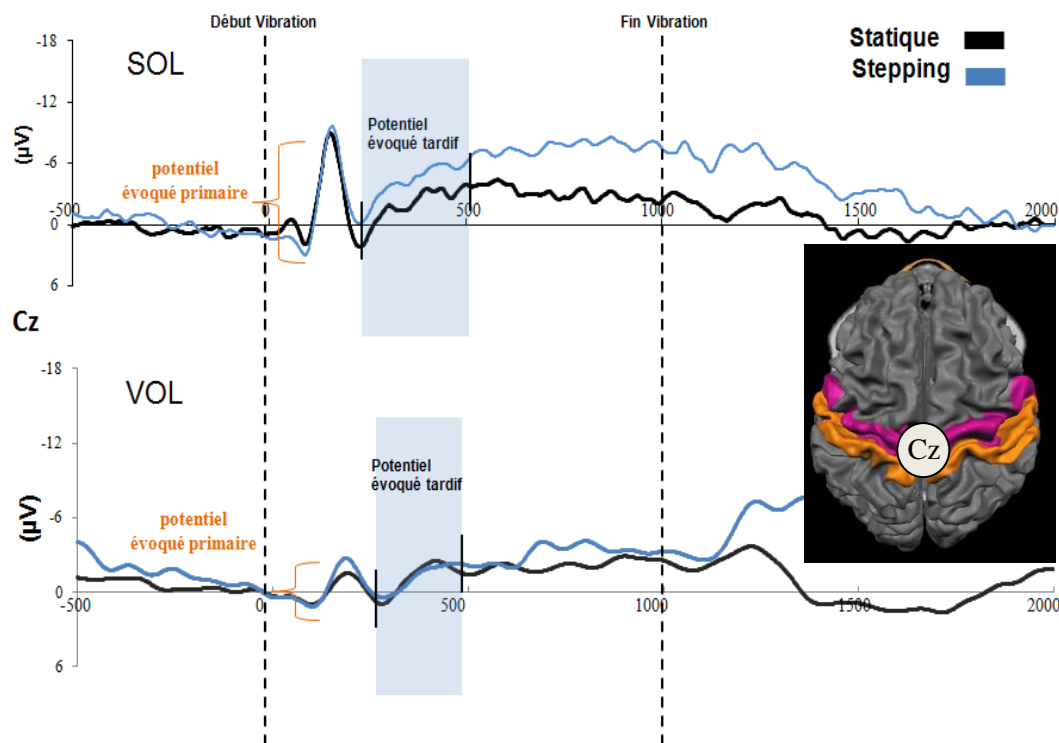 Début Vibration
Fin Vibration
Statique
Stepping
-18
SOL
-12
(µV)
Potentiel
évoqué tardif
-6
potentiel
évoqué primaire
-500
0
500
1000
1500
2000
0
6
Cz
-18
VOL
-12
Cz
Potentiel
évoqué tardif
(µV)
-6
potentiel
évoqué primaire
0
-500
0
500
1000
1500
2000
6